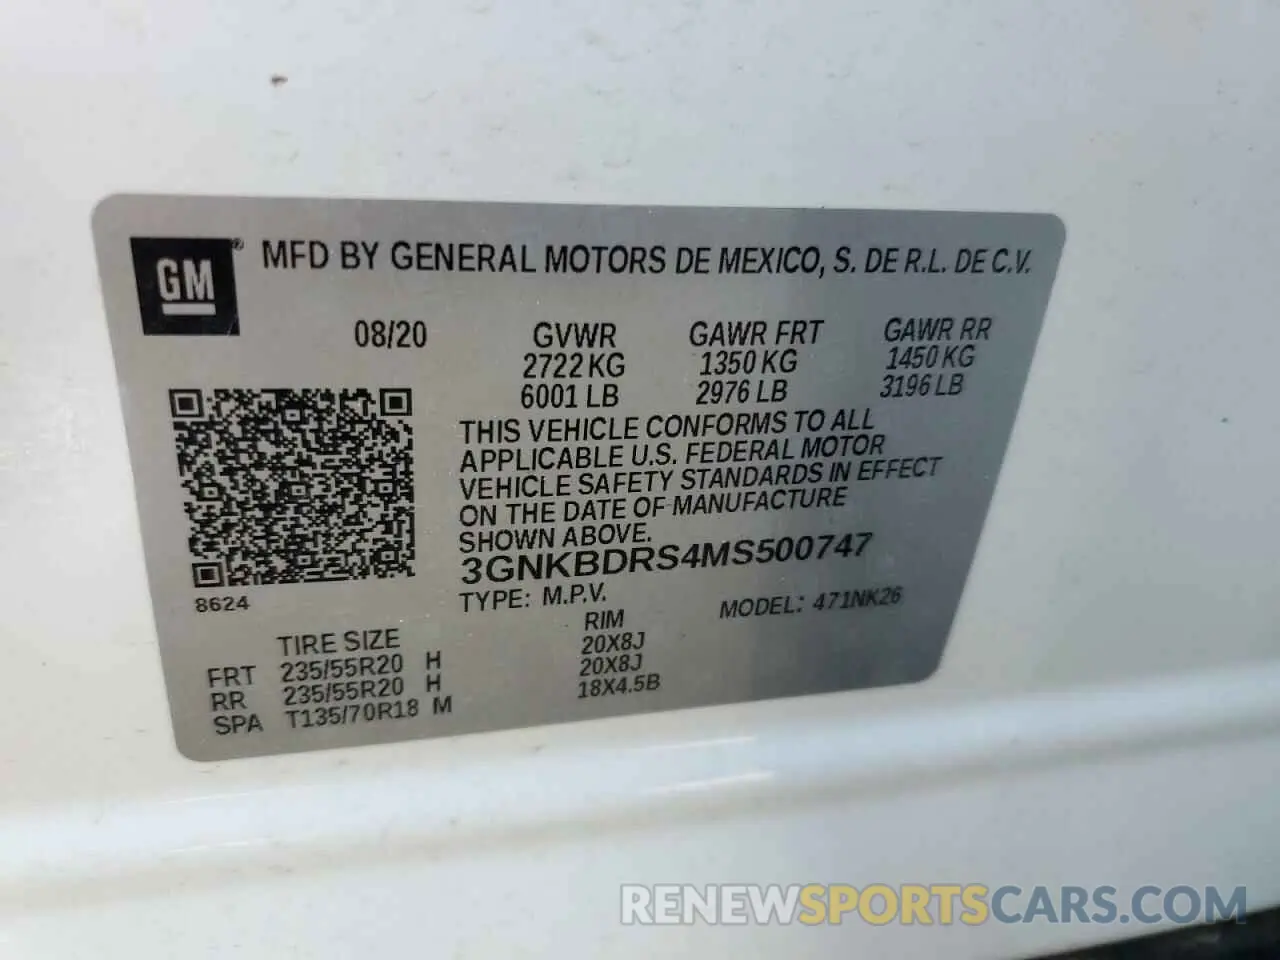 GM ® MFD BY GENERAL MOTORS DE MEXICO, S. DE R.L. DE C.V.
08/20 GVWR GAWR FRT GAWR RR
2722 KG 1350 KG 1450 KG
6001 LB 2976 LB 3196 LB
THIS VEHICLE CONFORMS TO ALL
APPLICABLE U.S. FEDERAL MOTOR
VEHICLE SAFETY STANDARDS IN EFFECT
ON THE DATE OF MANUFACTURE
SHOWN ABOVE.
3GNKBDRS4MS500747
8624 TYPE: M.P.V. MODEL: 471NK26
TIRE SIZE RIM
FRT 235/55R20 H 20X8J
RR 235/55R20 H 20X8J
SPA T135/70R18 M 18X4.5B
RENEWSPORTSCARS.COM